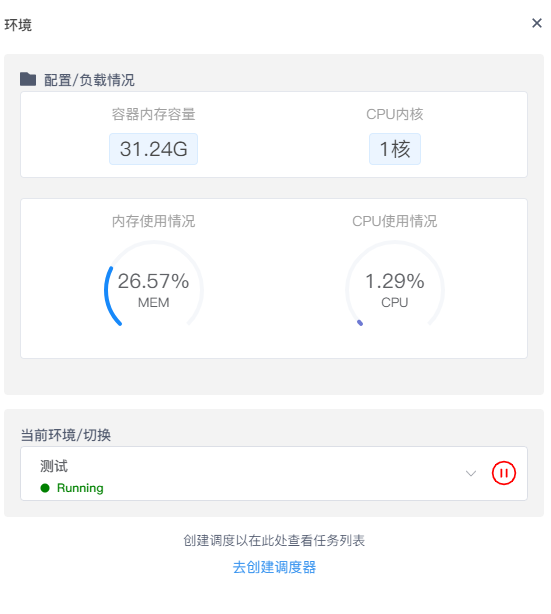 环境
配置/负载情况
容器内存容量
CPU内核
31.24G
1核
内存使用情况
CPU使用情况
26.57%
MEM
1.29%
CPU
当前环境/切换
测试
Running
创建调度以在此处查看任务列表
去创建调度器